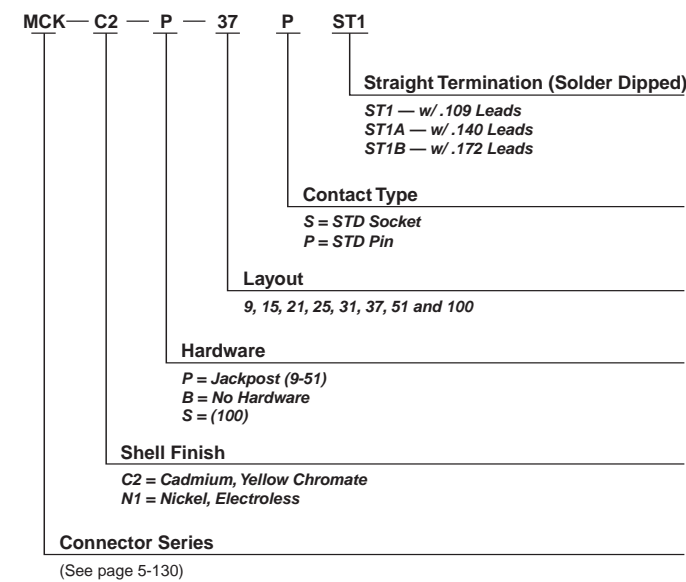 MCK — C2 — P — 37 P ST1
Straight Termination (Solder Dipped)
ST1 — w/ .109 Leads
ST1A — w/ .140 Leads
ST1B — w/ .172 Leads
Contact Type
S = STD Socket
P = STD Pin
Layout
9, 15, 21, 25, 31, 37, 51 and 100
Hardware
P = Jackpost (9-51)
B = No Hardware
S = (100)
Shell Finish
C2 = Cadmium, Yellow Chromate
N1 = Nickel, Electroless
Connector Series
(See page 5-130)